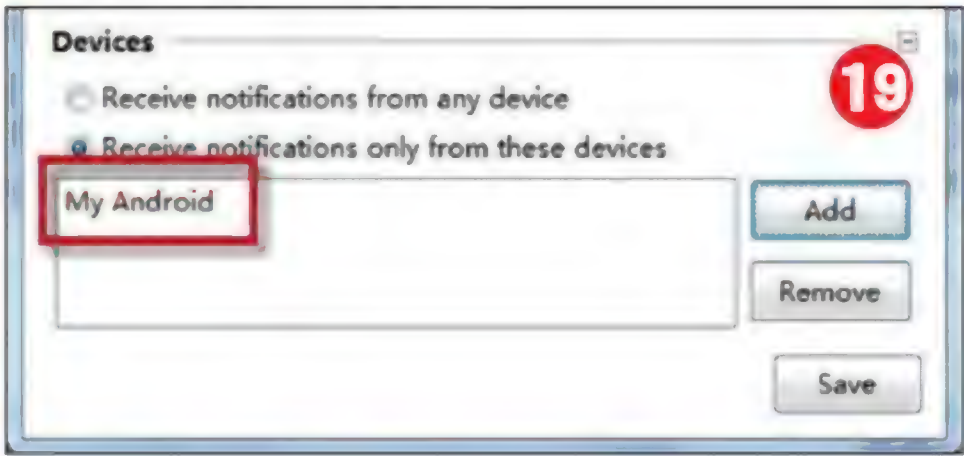 Devices
19
Receive notifications from any device
Receive notifications only from these devices
My Android
Add
Remove
Save